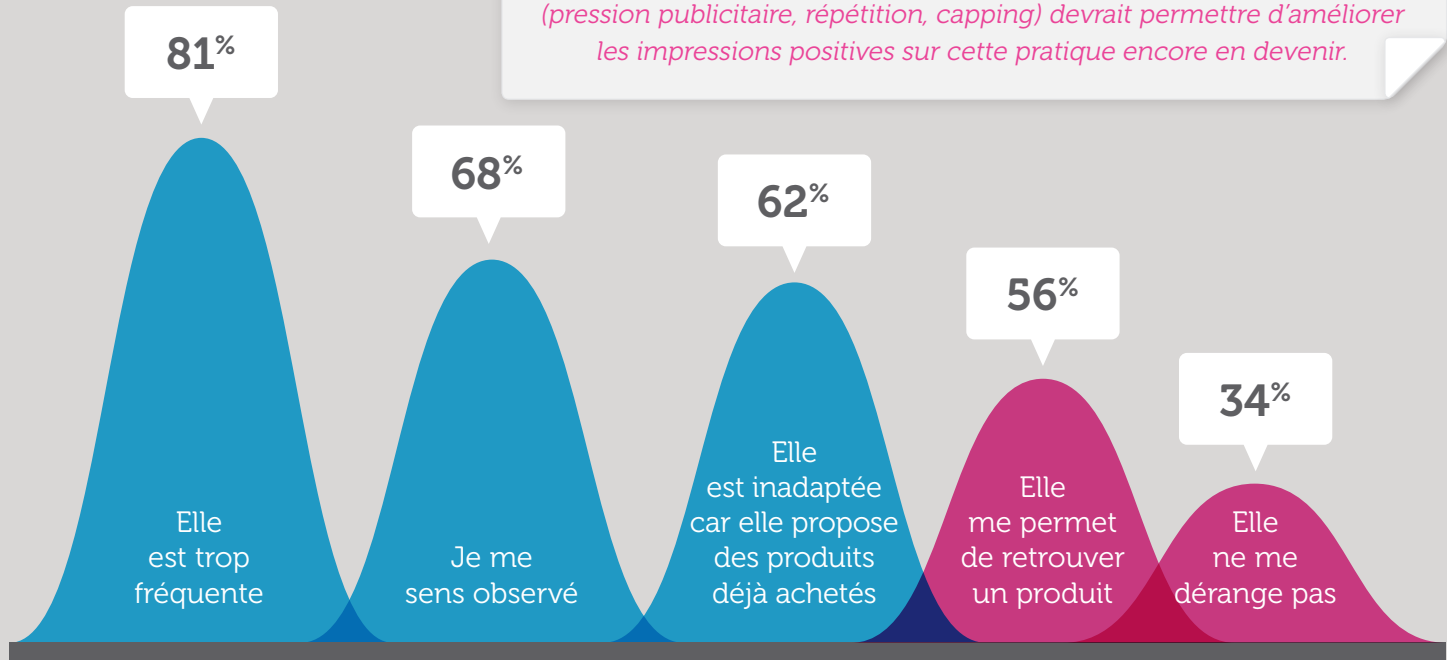 (pression publicitaire, répétition, capping) devrait permettre d'améliorer
les impressions positives sur cette pratique encore en devenir.
81%
68%
62%
56%
34%
Elle
est trop
fréquente
Je me
sens observé
Elle
est inadaptée
car elle propose
des produits
déjà achetés
Elle
me permet
de retrouver
un produit
Elle
ne me
dérange pas